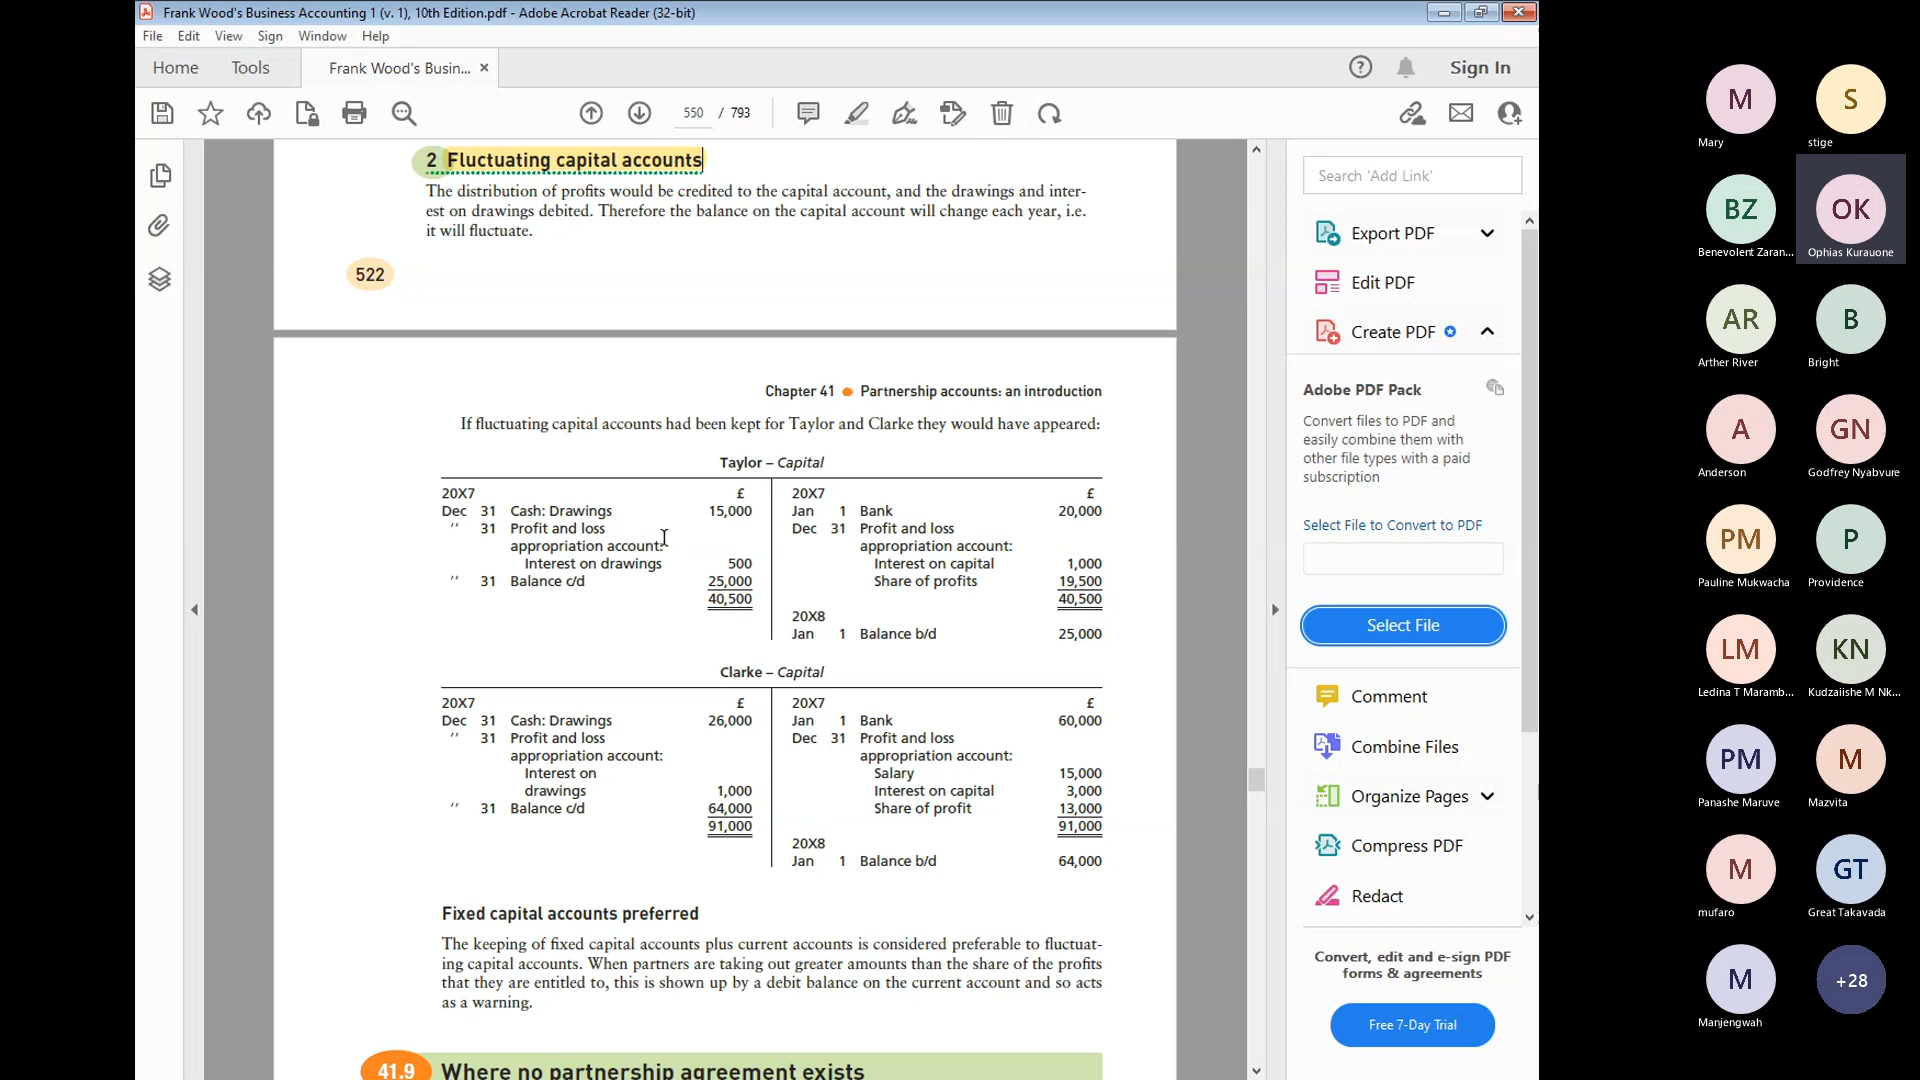 Frank Wood's Business Accounting 1 (v. 1), 10th Edition.pdf - Adobe Acrobat Reader (32-bit)
File Edit View Sign Window Help
Home Tools Frank Wood's Busin... × Sign In
550 / 793
2 Fluctuating capital accounts
The distribution of profits would be credited to the capital account, and the drawings and inter-
est on drawings debited. Therefore the balance on the capital account will change each year, i.e.
it will fluctuate.
522
Chapter 41 ● Partnership accounts: an introduction
If fluctuating capital accounts had been kept for Taylor and Clarke they would have appeared:
Taylor – Capital
20X7 £ 20X7 £
Dec 31 Cash: Drawings 15,000 Jan 1 Bank 20,000
″ 31 Profit and loss Dec 31 Profit and loss
appropriation account: appropriation account:
Interest on drawings 500 Interest on capital 1,000
″ 31 Balance c/d 25,000 Share of profits 19,500
40,500 40,500
20X8
Jan 1 Balance b/d 25,000
Clarke – Capital
20X7 £ 20X7 £
Dec 31 Cash: Drawings 26,000 Jan 1 Bank 60,000
″ 31 Profit and loss Dec 31 Profit and loss
appropriation account: appropriation account:
Interest on Salary 15,000
drawings 1,000 Interest on capital 3,000
″ 31 Balance c/d 64,000 Share of profit 13,000
91,000 91,000
20X8
Jan 1 Balance b/d 64,000
Fixed capital accounts preferred
The keeping of fixed capital accounts plus current accounts is considered preferable to fluctuat-
ing capital accounts. When partners are taking out greater amounts than the share of the profits
that they are entitled to, this is shown up by a debit balance on the current account and so acts
as a warning.
41.9 Where no partnership agreement exists
Search 'Add Link'
Export PDF
Edit PDF
Create PDF
Adobe PDF Pack
Convert files to PDF and
easily combine them with
other file types with a paid
subscription
Select File to Convert to PDF
Select File
Comment
Combine Files
Organize Pages
Compress PDF
Redact
Convert, edit and e-sign PDF
forms & agreements
Free 7-Day Trial
M S
Mary stige
BZ OK
Benevolent Zaran... Ophias Kurauone
AR B
Arther River Bright
A GN
Anderson Godfrey Nyabvure
PM P
Pauline Mukwacha Providence
LM KN
Ledina T Maramb... Kudzaiishe M Nk...
PM M
Panashe Maruve Mazvita
M GT
mufaro Great Takavada
M +28
Manjengwah